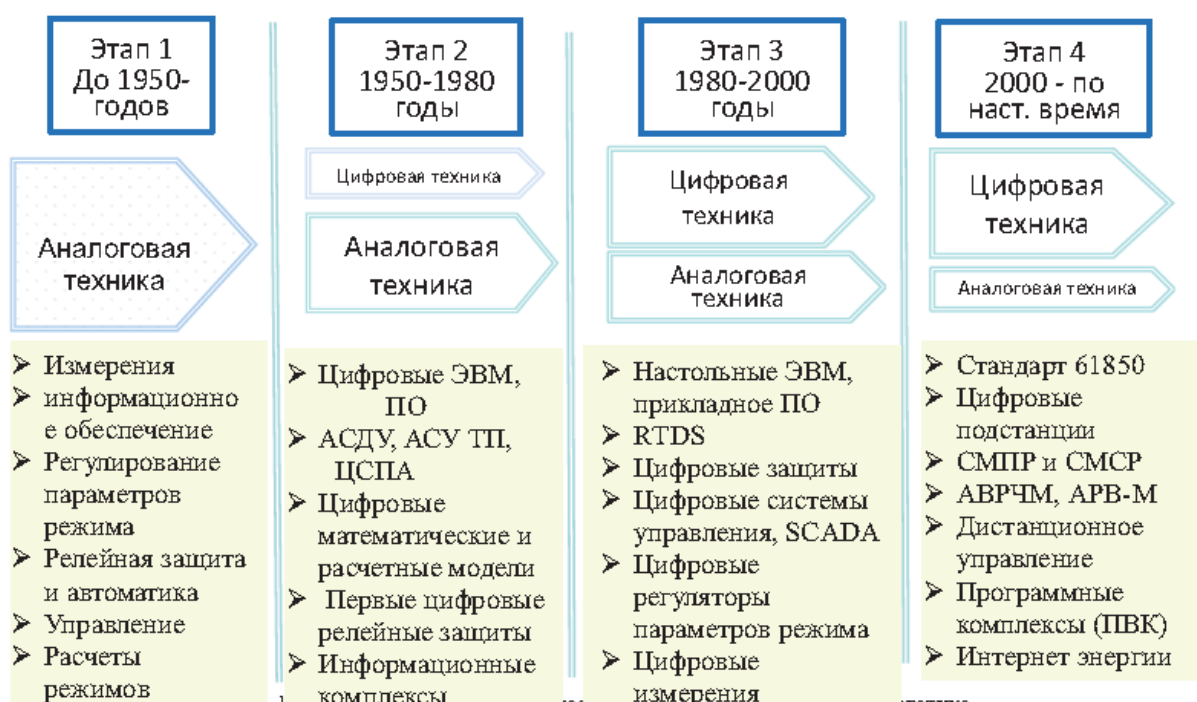 Этап 1
До 1950-
годов
Аналоговая
техника
➢ Измерения
➢ информационно
е обеспечение
➢ Регулирование
параметров
режима
➢ Релейная защита
и автоматика
➢ Управление
➢ Расчеты
режимов
Этап 2
1950-1980
годы
Цифровая техника
Аналоговая
техника
➢ Цифровые ЭВМ,
ПО
➢ АСДУ, АСУ ТП,
ЦСПА
➢ Цифровые
математические и
расчетные модели
➢ Первые цифровые
релейные защиты
➢ Информационные
комплексы
Этап 3
1980-2000
годы
Цифровая
техника
Аналоговая
техника
➢ Настольные ЭВМ,
прикладное ПО
➢ RTDS
➢ Цифровые защиты
➢ Цифровые системы
управления, SCADA
➢ Цифровые
регуляторы
параметров режима
➢ Цифровые
измерения
Этап 4
2000 - по
наст. время
Цифровая
техника
Аналоговая техника
➢ Стандарт 61850
➢ Цифровые
подстанции
➢ СМПР и СМСР
➢ АВРЧМ, АРВ-М
➢ Дистанционное
управление
➢ Программные
комплексы (ПВК)
➢ Интернет энергии